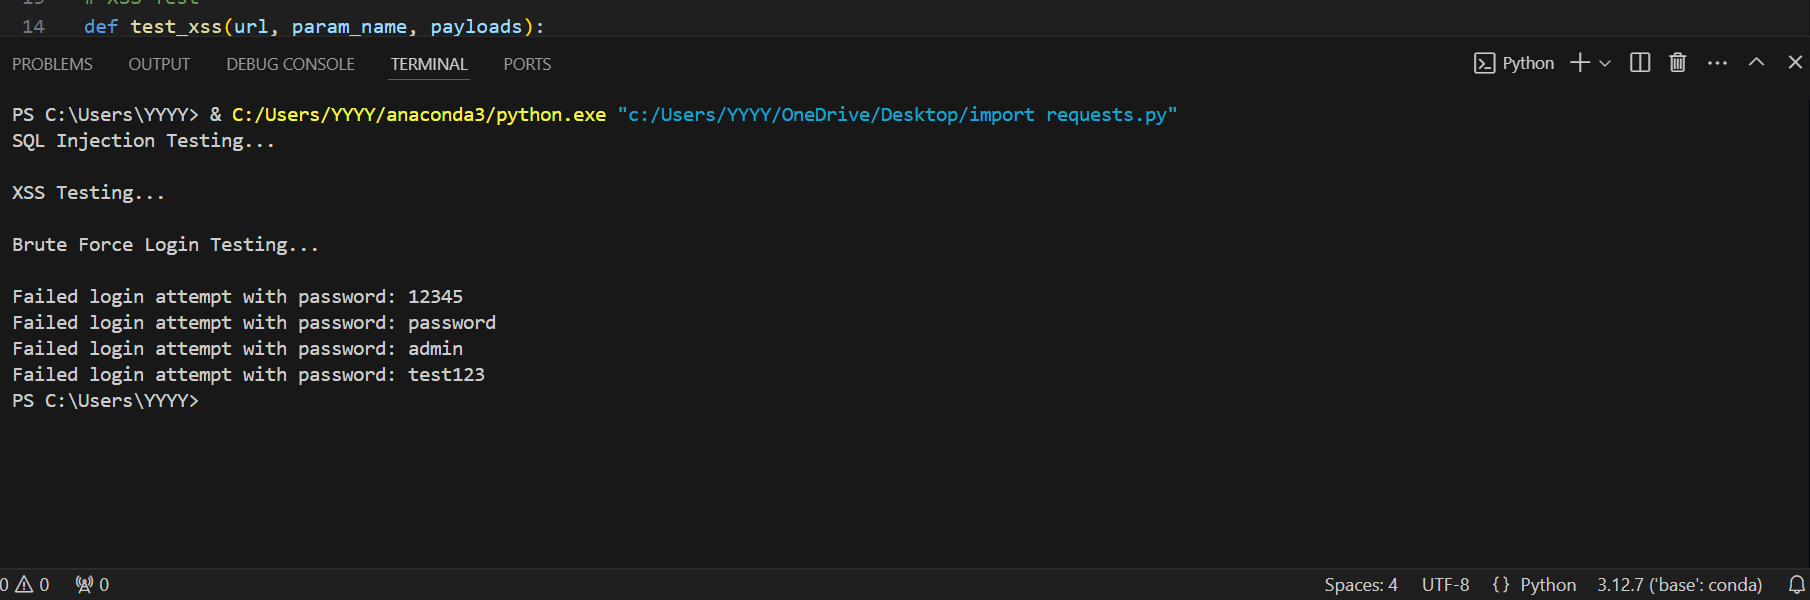 # XSS Test
14 def test_xss(url, param_name, payloads):
PROBLEMS OUTPUT DEBUG CONSOLE TERMINAL PORTS Python
PS C:\Users\YYYY> & C:/Users/YYYY/anaconda3/python.exe "c:/Users/YYYY/OneDrive/Desktop/import requests.py"
SQL Injection Testing...
XSS Testing...
Brute Force Login Testing...
Failed login attempt with password: 12345
Failed login attempt with password: password
Failed login attempt with password: admin
Failed login attempt with password: test123
PS C:\Users\YYYY>
0 0 0 Spaces: 4 UTF-8 {} Python 3.12.7 ('base': conda)